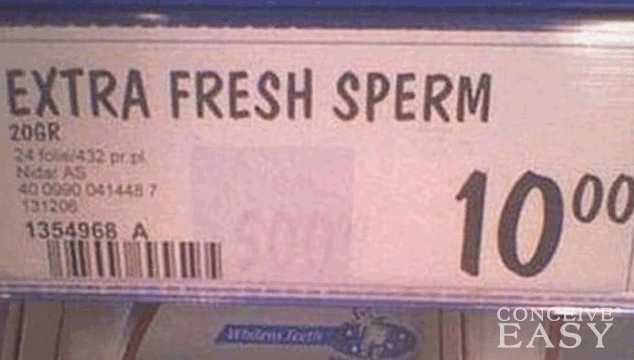 EXTRA FRESH SPERM
20GR
24 folie/432 pr.pl
Nidar AS
40 0990 041448 7
131206
1354968 A
10 00
Whitens Teeth
CONCEIVE
EASY